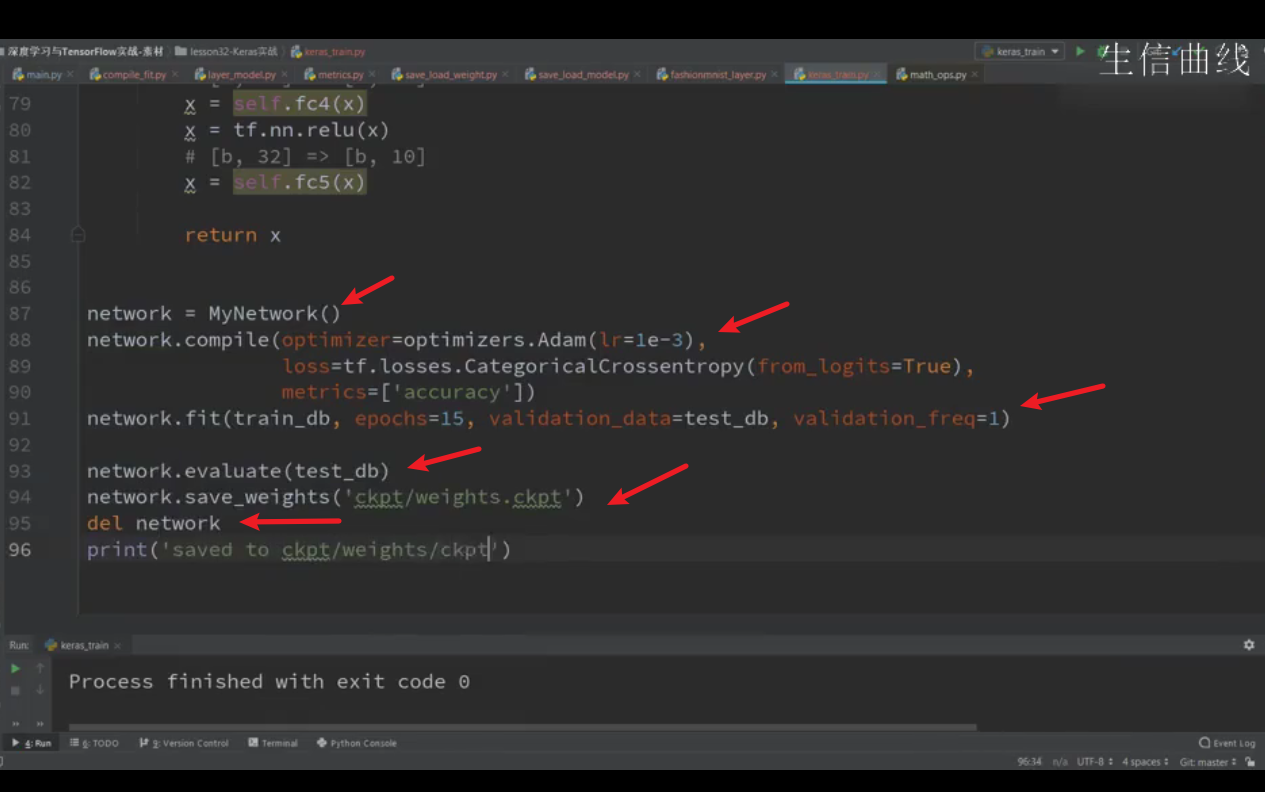 深度学习与TensorFlow实战-素材 lesson32-Keras实战 keras_train.py keras_train
生信曲线
main.py compile_fit.py layer_model.py metrics.py save_load_weight.py save_load_model.py fashionmnist_layer.py keras_train.py math_ops.py
79 x = self.fc4(x)
80 x = tf.nn.relu(x)
81 # [b, 32] => [b, 10]
82 x = self.fc5(x)
83
84 return x
85
86
87 network = MyNetwork()
88 network.compile(optimizer=optimizers.Adam(lr=1e-3),
89 loss=tf.losses.CategoricalCrossentropy(from_logits=True),
90 metrics=['accuracy'])
91 network.fit(train_db, epochs=15, validation_data=test_db, validation_freq=1)
92
93 network.evaluate(test_db)
94 network.save_weights('ckpt/weights.ckpt')
95 del network
96 print('saved to ckpt/weights/ckpt')
Run: keras_train
Process finished with exit code 0
4: Run 6: TODO 9: Version Control Terminal Python Console Event Log
96:34 n/a UTF-8 4 spaces Git: master